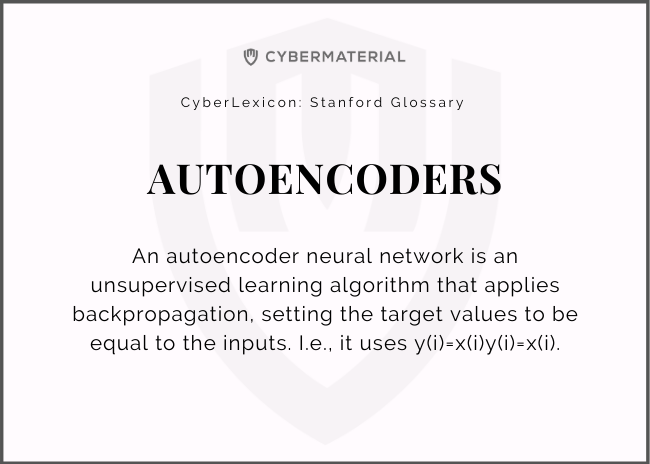 CYBERMATERIAL
CyberLexicon: Stanford Glossary
AUTOENCODERS
An autoencoder neural network is an
unsupervised learning algorithm that applies
backpropagation, setting the target values to be
equal to the inputs. I.e., it uses y(i)=x(i)y(i)=x(i).